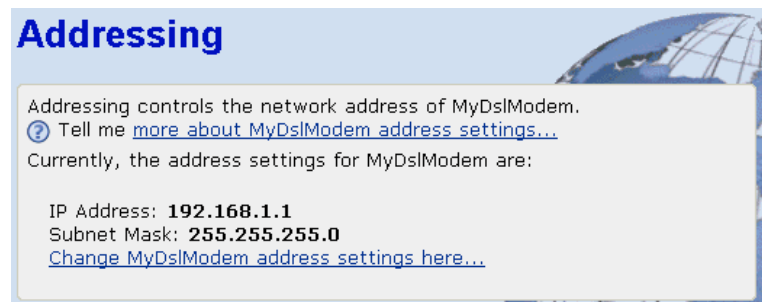 Addressing
Addressing controls the network address of MyDslModem.
Tell me more about MyDslModem address settings...
Currently, the address settings for MyDslModem are:
IP Address: 192.168.1.1
Subnet Mask: 255.255.255.0
Change MyDslModem address settings here...